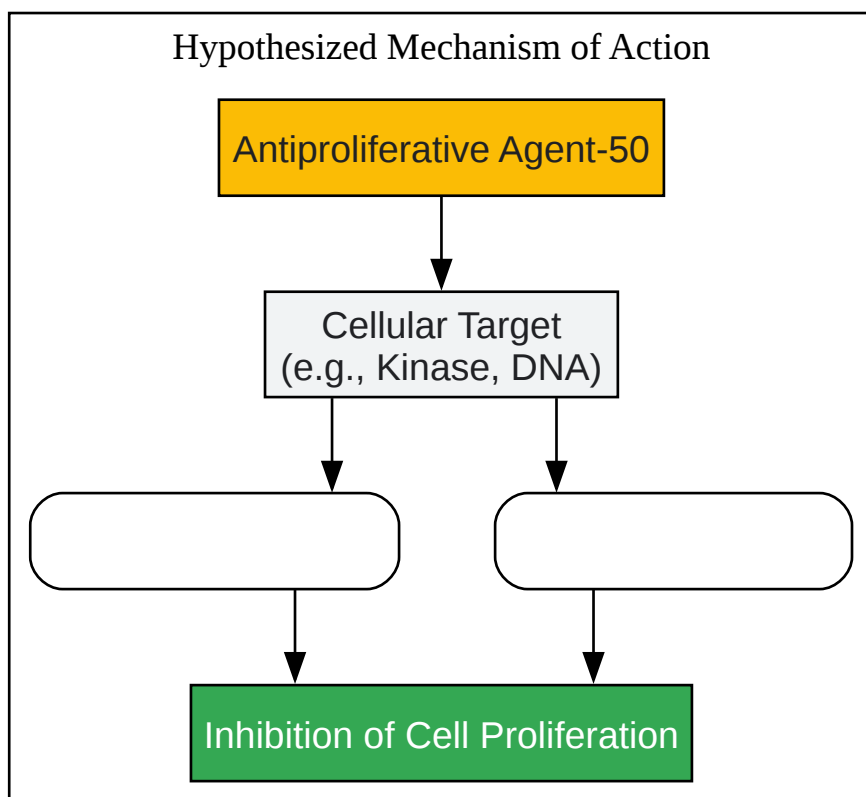 Hypothesized Mechanism of Action
Antiproliferative Agent-50
Cellular Target
(e.g., Kinase, DNA)
Inhibition of Cell Proliferation